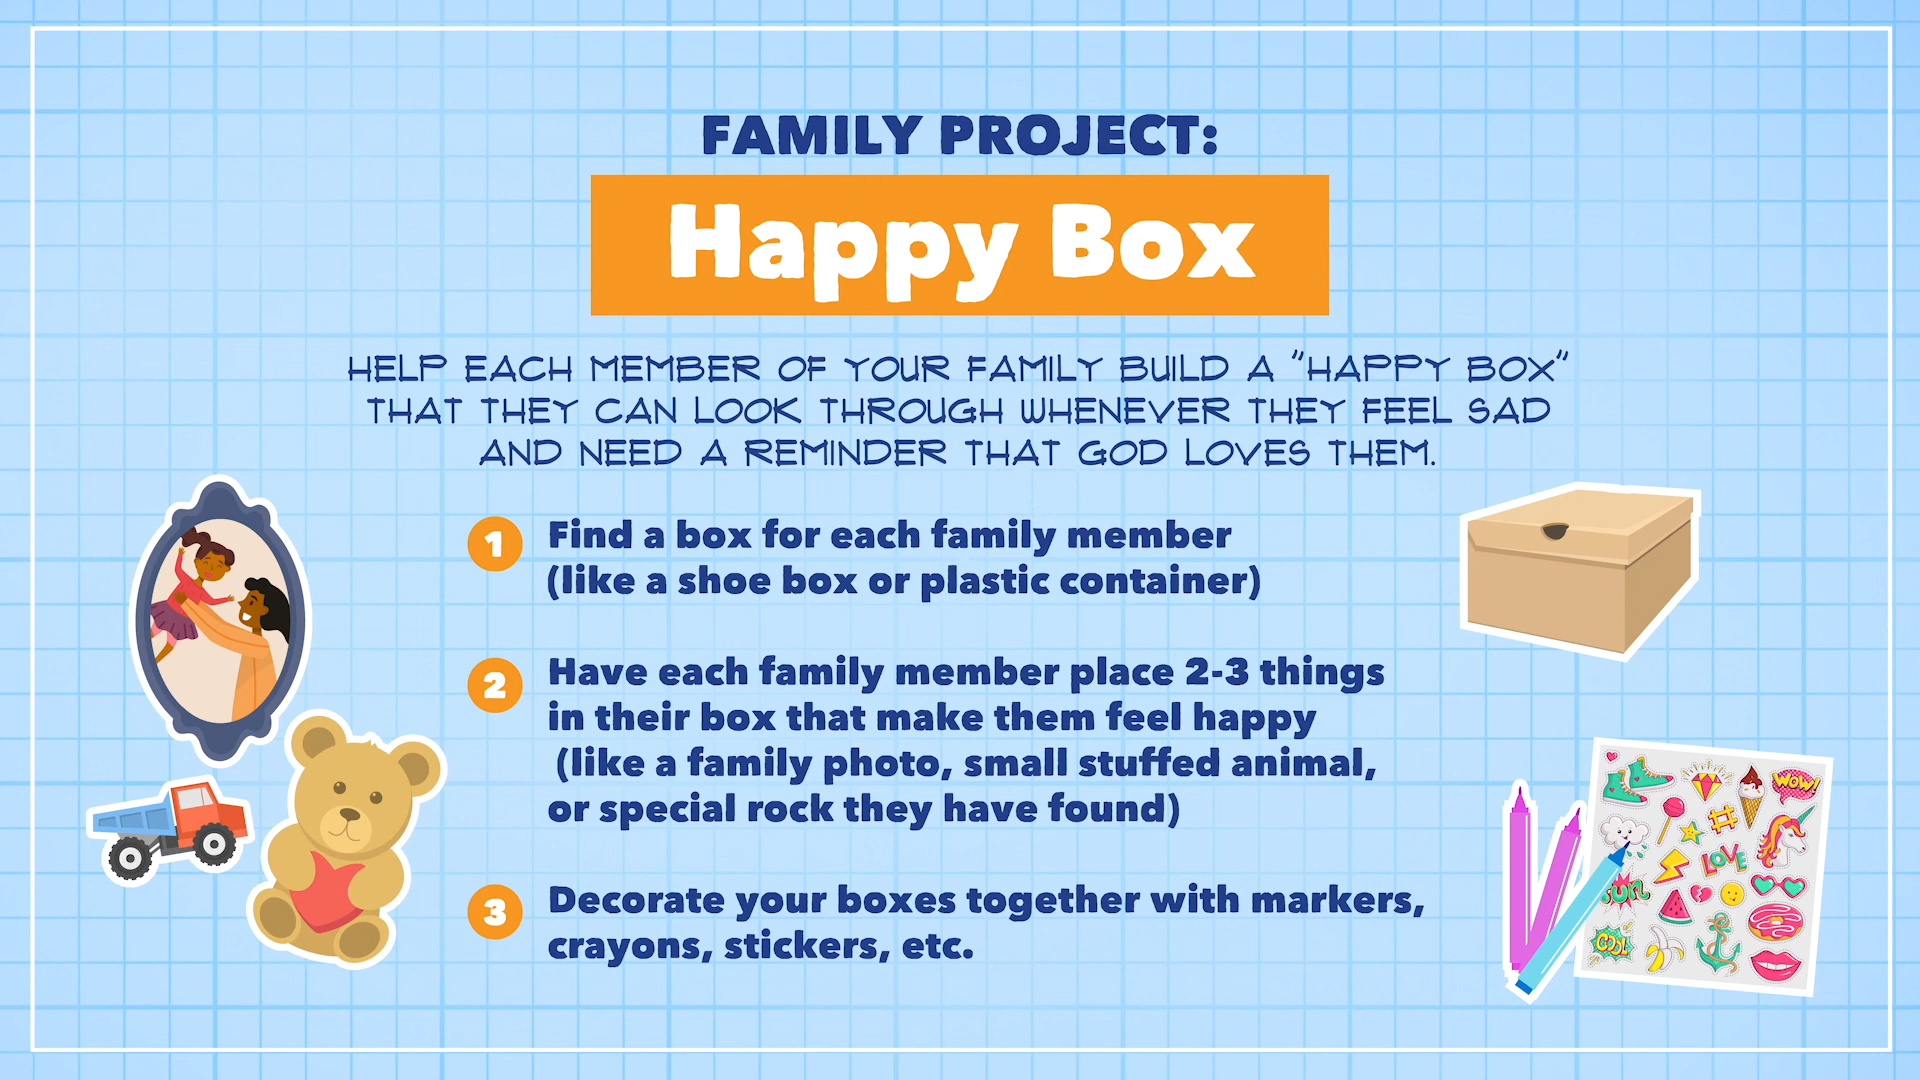 FAMILY PROJECT:
Happy Box
HELP EACH MEMBER OF YOUR FAMILY BUILD A "HAPPY BOX"
THAT THEY CAN LOOK THROUGH WHENEVER THEY FEEL SAD
AND NEED A REMINDER THAT GOD LOVES THEM.
1 Find a box for each family member
(like a shoe box or plastic container)
2 Have each family member place 2-3 things
in their box that make them feel happy
(like a family photo, small stuffed animal,
or special rock they have found)
3 Decorate your boxes together with markers,
crayons, stickers, etc.
WOW!
LOVE
FUN
COOL